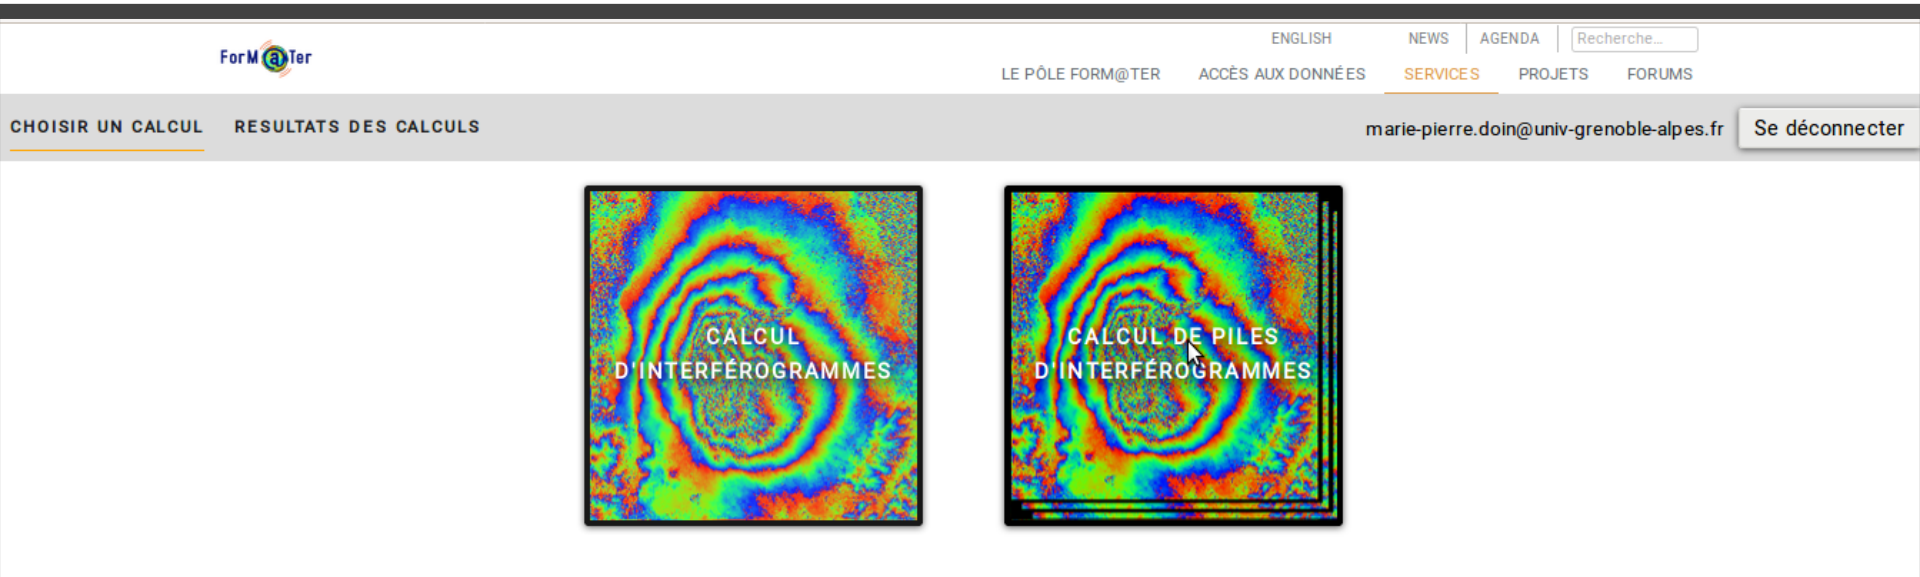 ForM@Ter
ENGLISH NEWS AGENDA Recherche...
LE PÔLE FORM@TER ACCÈS AUX DONNÉES SERVICES PROJETS FORUMS
CHOISIR UN CALCUL RESULTATS DES CALCULS marie-pierre.doin@univ-grenoble-alpes.fr Se déconnecter
CALCUL
D'INTERFÉROGRAMMES
CALCUL DE PILES
D'INTERFÉROGRAMMES